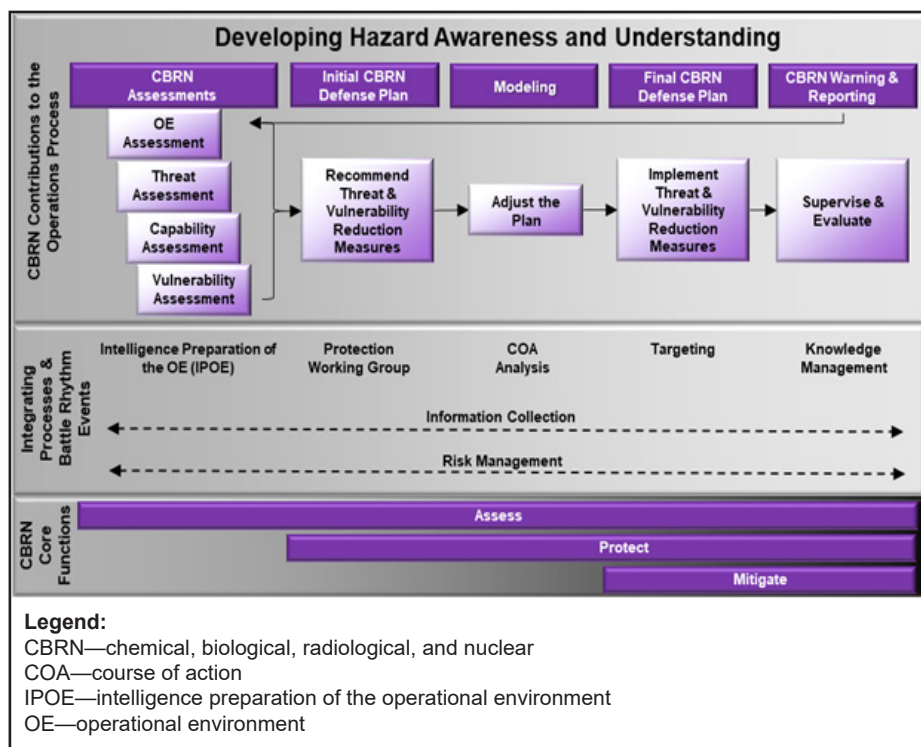 Developing Hazard Awareness and Understanding
CBRN Contributions to the
Operations Process
CBRN
Assessments
Initial CBRN
Defense Plan
Modeling
Final CBRN
Defense Plan
CBRN Warning &
Reporting
OE
Assessment
Threat
Assessment
Capability
Assessment
Vulnerability
Assessment
Recommend
Threat &
Vulnerability
Reduction
Measures
Adjust the
Plan
Implement
Threat &
Vulnerability
Reduction
Measures
Supervise &
Evaluate
Integrating
Processes &
Battle Rhythm
Events
Intelligence Preparation of
the OE (IPOE)
Protection
Working Group
COA
Analysis
Targeting
Knowledge
Management
Information Collection
Risk Management
CBRN
Core
Functions
Assess
Protect
Mitigate
Legend:
CBRN—chemical, biological, radiological, and nuclear
COA—course of action
IPOE—intelligence preparation of the operational environment
OE—operational environment